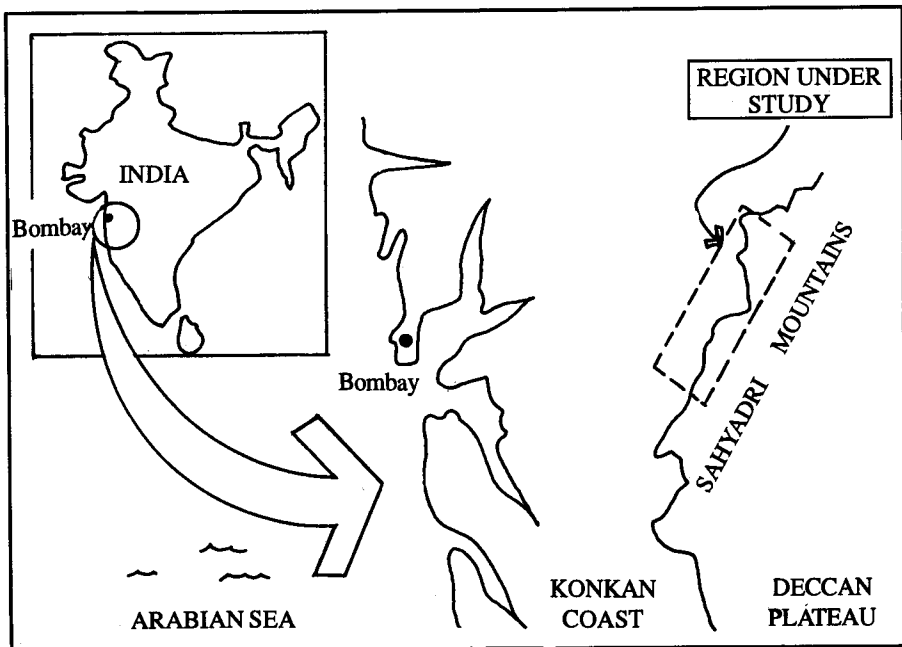 REGION UNDER
STUDY
INDIA
Bombay
Bombay
SAHYADRI MOUNTAINS
ARABIAN SEA
KONKAN
COAST
DECCAN
PLATEAU